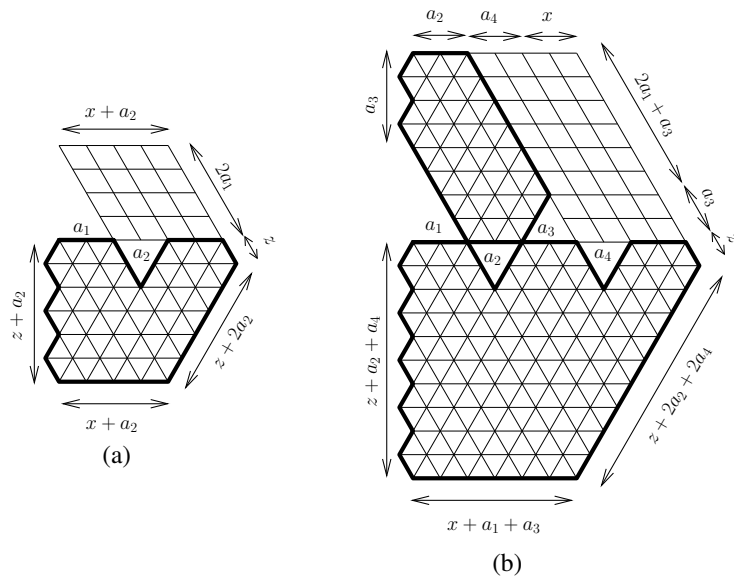 x + a₂
2a₁
z
a₁
a₂
z + a₂
z + 2a₂
x + a₂
(a)
a₂
a₄
x
2a₁ + a₃
a₃
a₃
z
a₁
a₂
a₃
a₄
z + a₂ + a₄
z + 2a₂ + 2a₄
x + a₁ + a₃
(b)